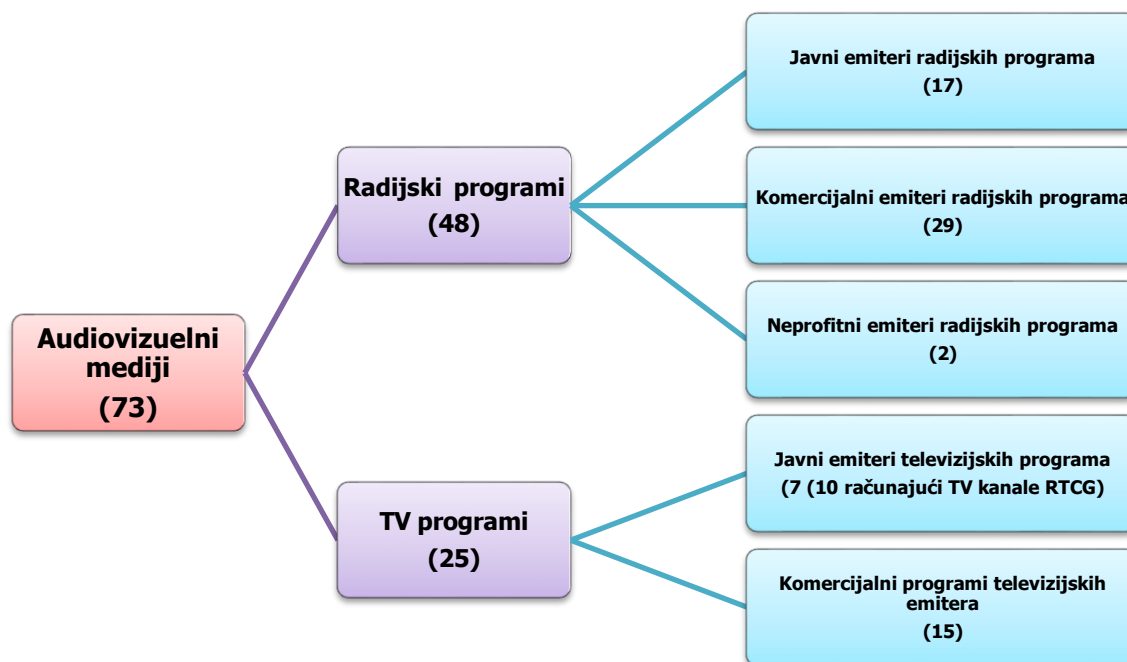 Audiovizuelni
mediji
(73)
Radijski programi
(48)
Javni emiteri radijskih programa
(17)
Komercijalni emiteri radijskih programa
(29)
Neprofitni emiteri radijskih programa
(2)
TV programi
(25)
Javni emiteri televizijskih programa
(7 (10 računajući TV kanale RTCG)
Komercijalni programi televizijskih
emitera
(15)